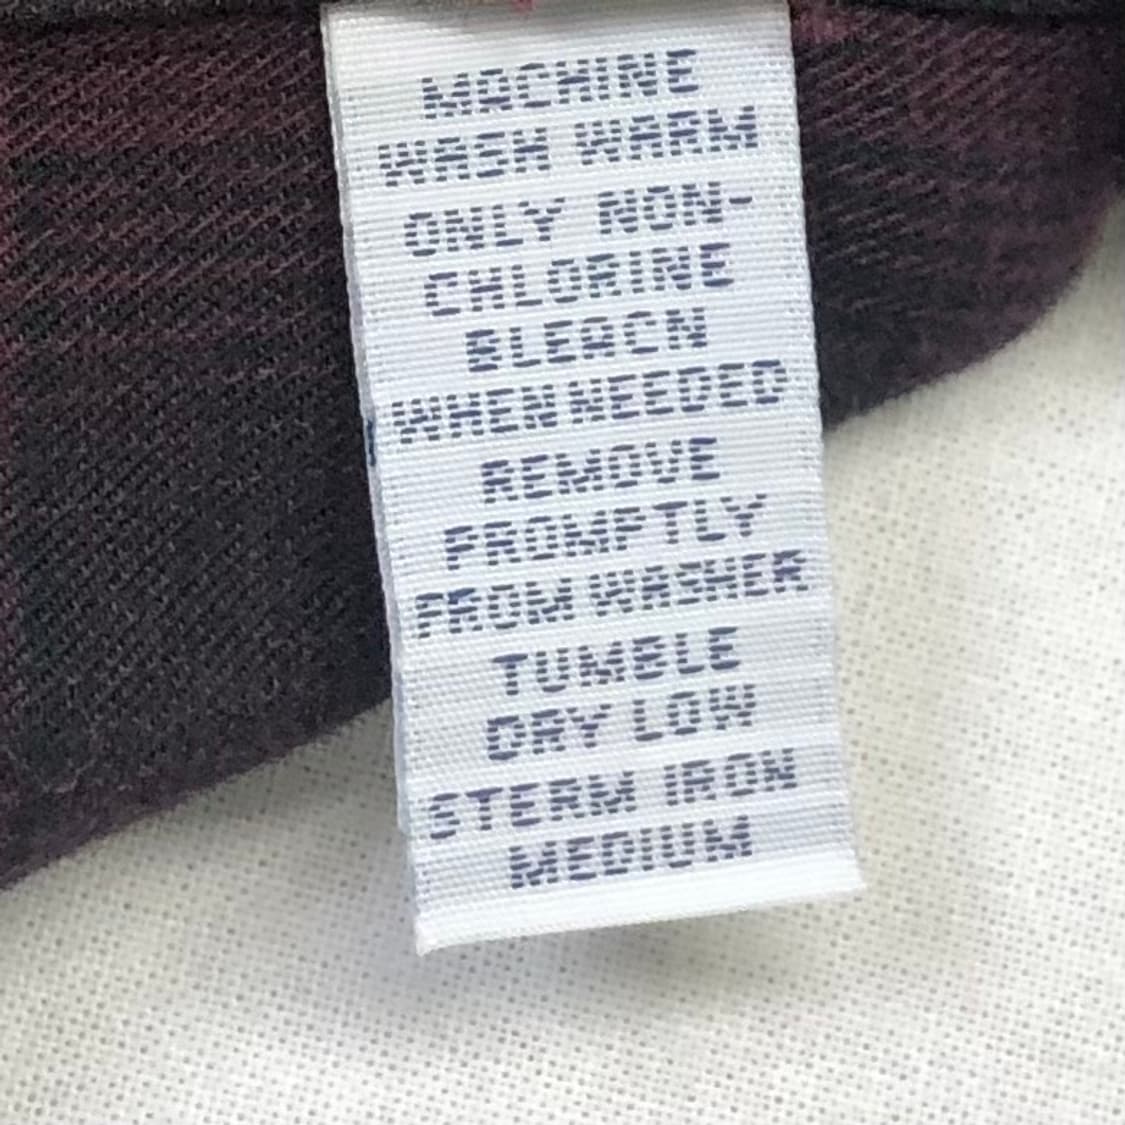 MACHINE
WASH WARM
ONLY NON-
CHLORINE
BLEACN
WHEN NEEDED
REMOVE
PROMPTLY
FROM WASHER
TUMBLE
DRY LOW
STERM IRON
MEDIUM